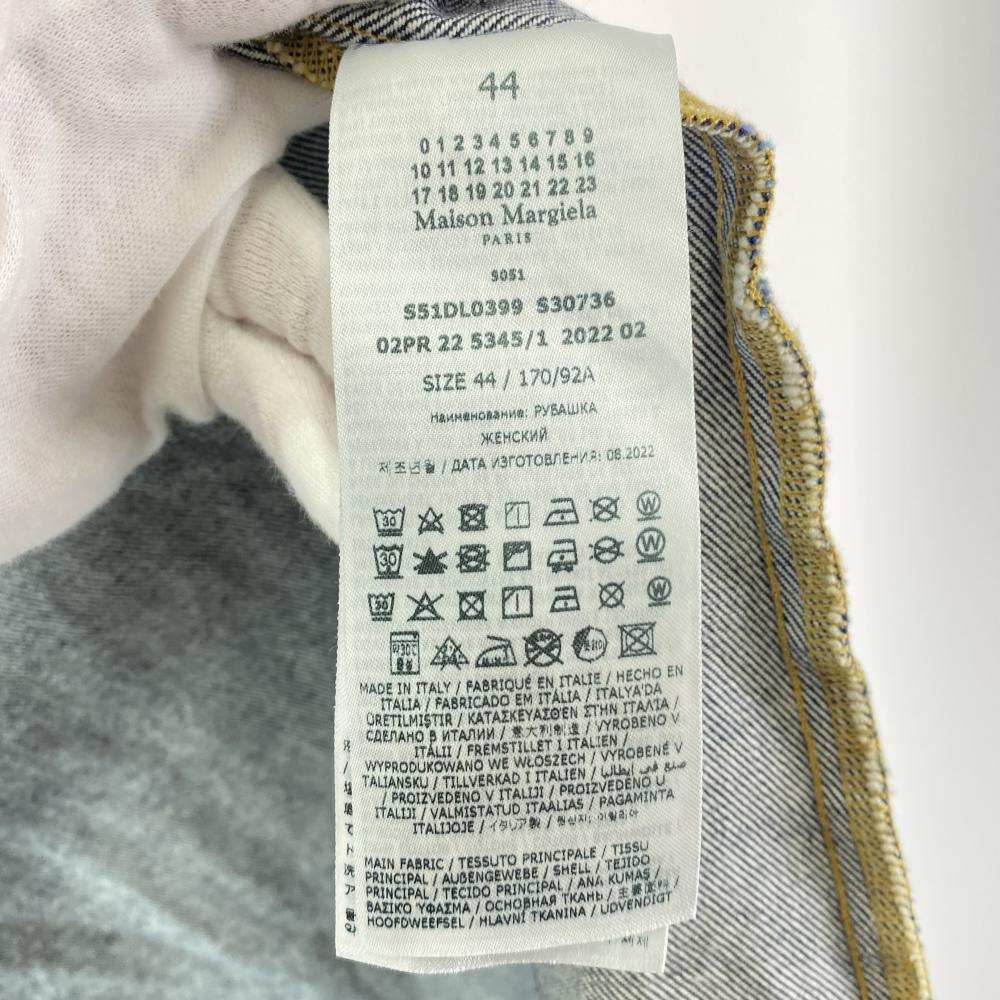 44
0 1 2 3 4 5 6 7 8 9
10 11 12 13 14 15 16
17 18 19 20 21 22 23
Maison Margiela
PARIS
S051
S51DL0399 S30736
02PR 22 5345/1 2022 02
SIZE 44 / 170/92A
Наименование: РУБАШКА
ЖЕНСКИЙ
제조년월 / ДАТА ИЗГОТОВЛЕНИЯ: 08.2022
30 W
30 W
30 W
MADE IN ITALY / FABRIQUÉ EN ITALIE / HECHO EN
ITALIA / FABRICADO EM ITÁLIA / ITALYA'DA
ÜRETILMIŞTIR / ΚΑΤΑΣΚΕΥΑΣΘΕΝ ΣΤΗΝ ΙΤΑΛΊΑ /
СДЕЛАНО В ИТАЛИИ / 意大利制造 / VYROBENO V
ITÁLII / FREMSTILLET I ITALIEN /
WYPRODUKOWANO WE WŁOSZECH / VYROBENÉ V
TALIANSKU / TILLVERKAD I ITALIEN / صنع في ايطاليا
/ PROIZVEDENO V ITALIJI / PROIZVEDENO U
ITALIJI / VALMISTATUD ITAALIAS / PAGAMINTA
ITALIJOJE / イタリア製 / 원산지: 이탈리아
MAIN FABRIC / TESSUTO PRINCIPALE / TISSU
PRINCIPAL / AUßENGEWEBE / SHELL / TEJIDO
PRINCIPAL / TECIDO PRINCIPAL / ANA KUMAŞ /
ΒΑΣΙΚΟ ΥΦΑΣΜΑ / ОСНОВНАЯ ТКАНЬ / 主要面料 /
HOOFDWEEFSEL / HLAVNÍ TKANINA / UDVENDIGT